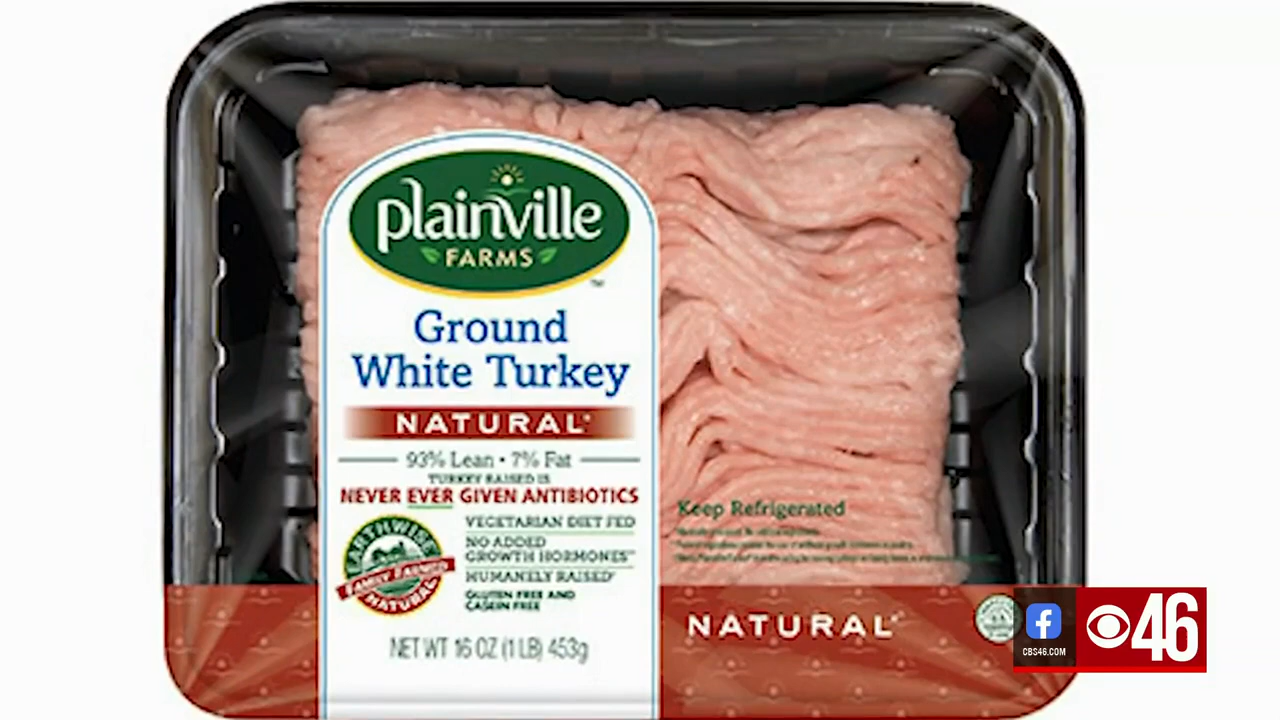 plainville
FARMS
™
Ground
White Turkey
NATURAL*
93% Lean • 7% Fat
TURKEY RAISED IS
NEVER EVER GIVEN ANTIBIOTICS
EARTHWISE
FAMILY FARMED
NATURAL
VEGETARIAN DIET FED
NO ADDED
GROWTH HORMONES**
HUMANELY RAISED†
GLUTEN FREE AND
CASEIN FREE
NET WT 16 OZ (1 LB) 453g
Keep Refrigerated
NATURAL*
CBS46.COM
46